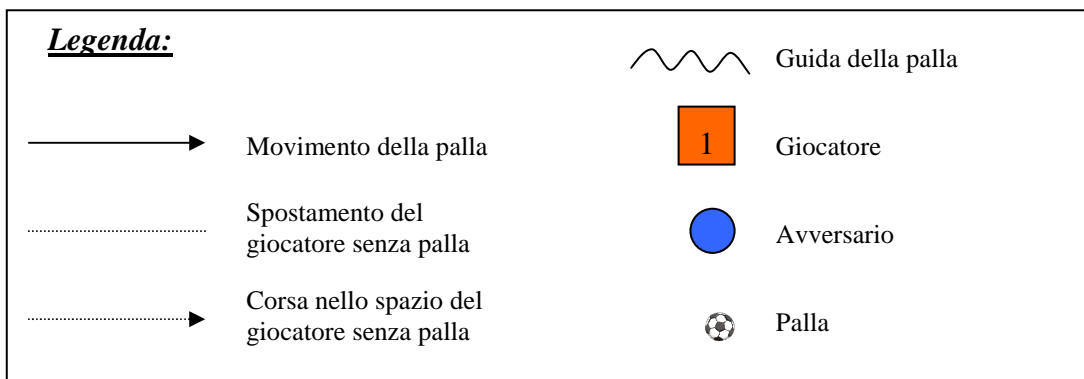 Legenda:
Guida della palla
Movimento della palla
1
Giocatore
Spostamento del
giocatore senza palla
Avversario
Corsa nello spazio del
giocatore senza palla
Palla